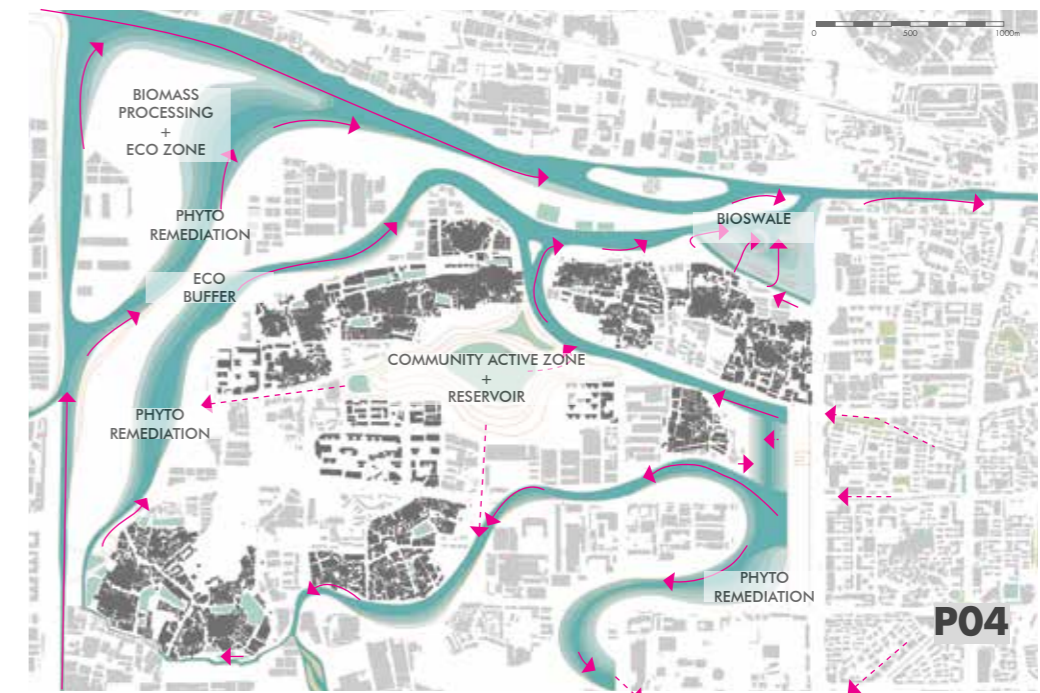 0 500 1000m
BIOMASS
PROCESSING
+
ECO ZONE
PHYTO
REMEDIATION
BIOSWALE
ECO
BUFFER
COMMUNITY ACTIVE ZONE
+
RESERVOIR
PHYTO
REMEDIATION
PHYTO
REMEDIATION
P04